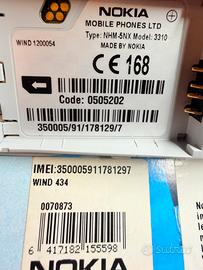 NOKIA
MOBILE PHONES LTD
Type: NHM-5NX Model: 3310
WIND 1200054
MADE BY NOKIA
CE 168
Code: 0505202
350005/91/178129/7
IMEI:350005911781297
WIND 434
0070873
6 417182 155598
NOKIA
subito